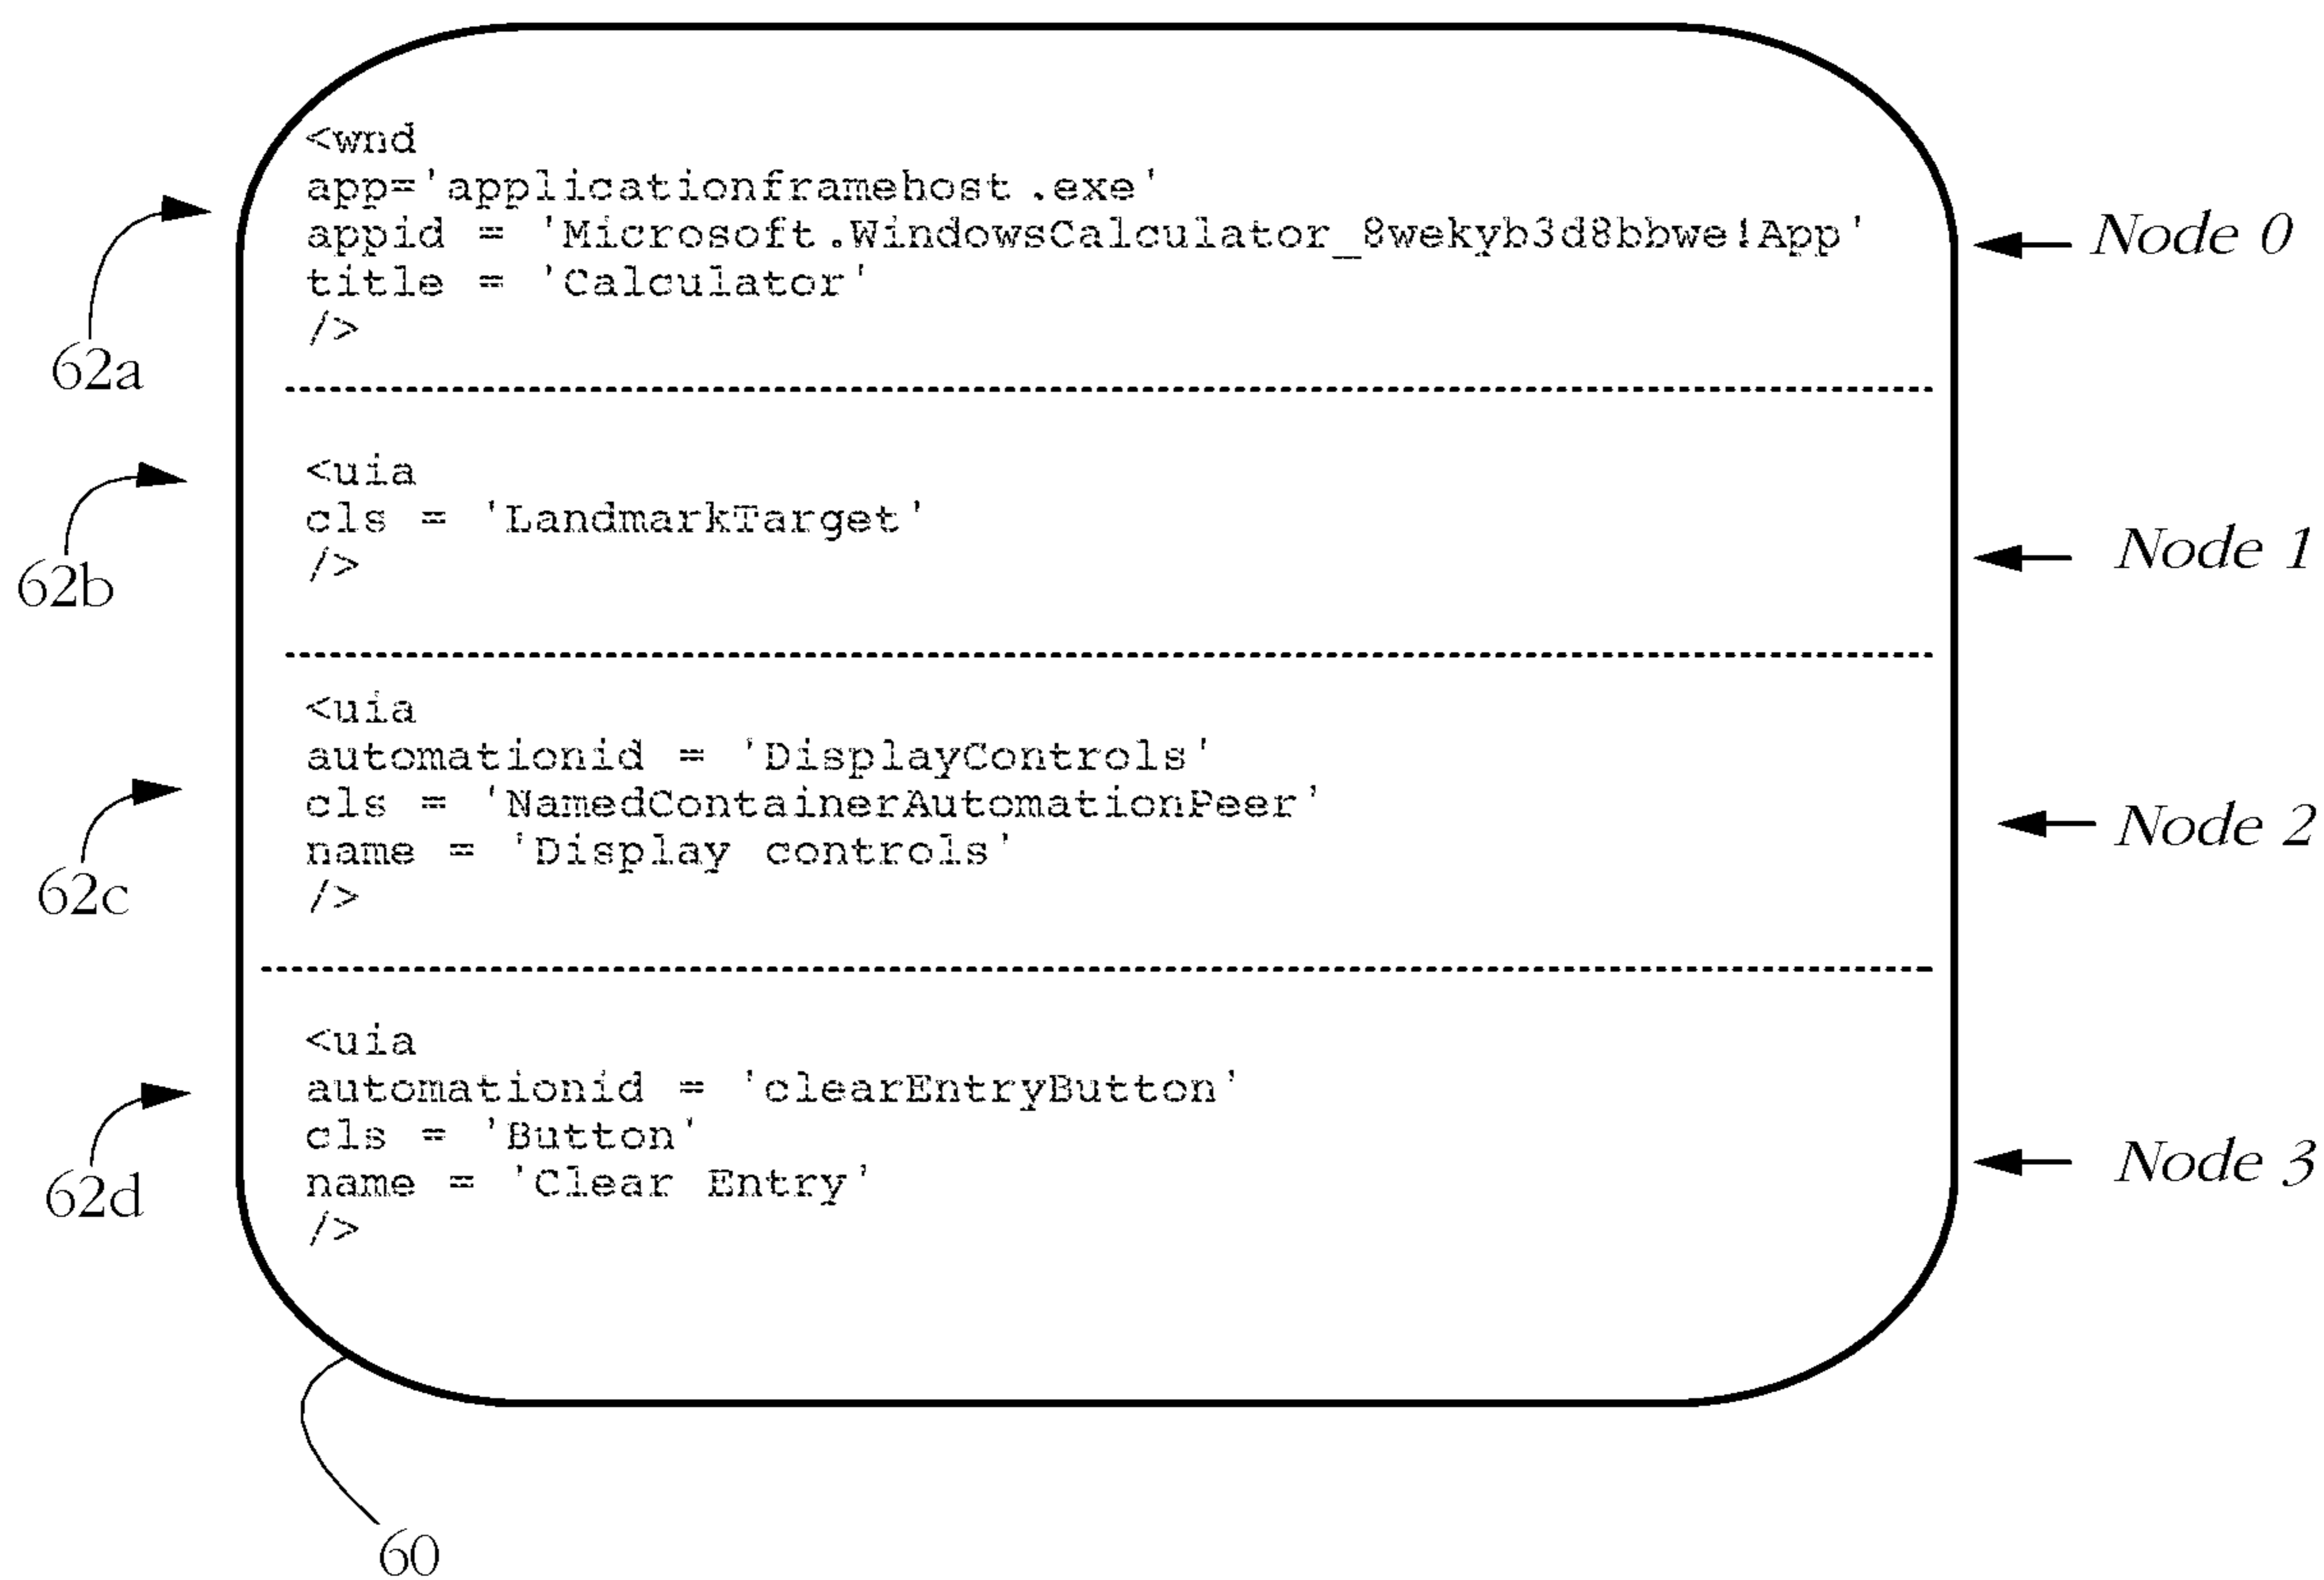 <wnd
app='applicationframehost.exe'
appid = 'Microsoft.WindowsCalculator_8wekyb3d8bbwe!App'
title = 'Calculator'
/>
Node 0
62a
<uia
cls = 'LandmarkTarget'
/>
Node 1
62b
<uia
automationid = 'DisplayControls'
cls = 'NamedContainerAutomationPeer'
name = 'Display controls'
/>
Node 2
62c
<uia
automationid = 'clearEntryButton'
cls = 'Button'
name = 'Clear Entry'
/>
Node 3
62d
60